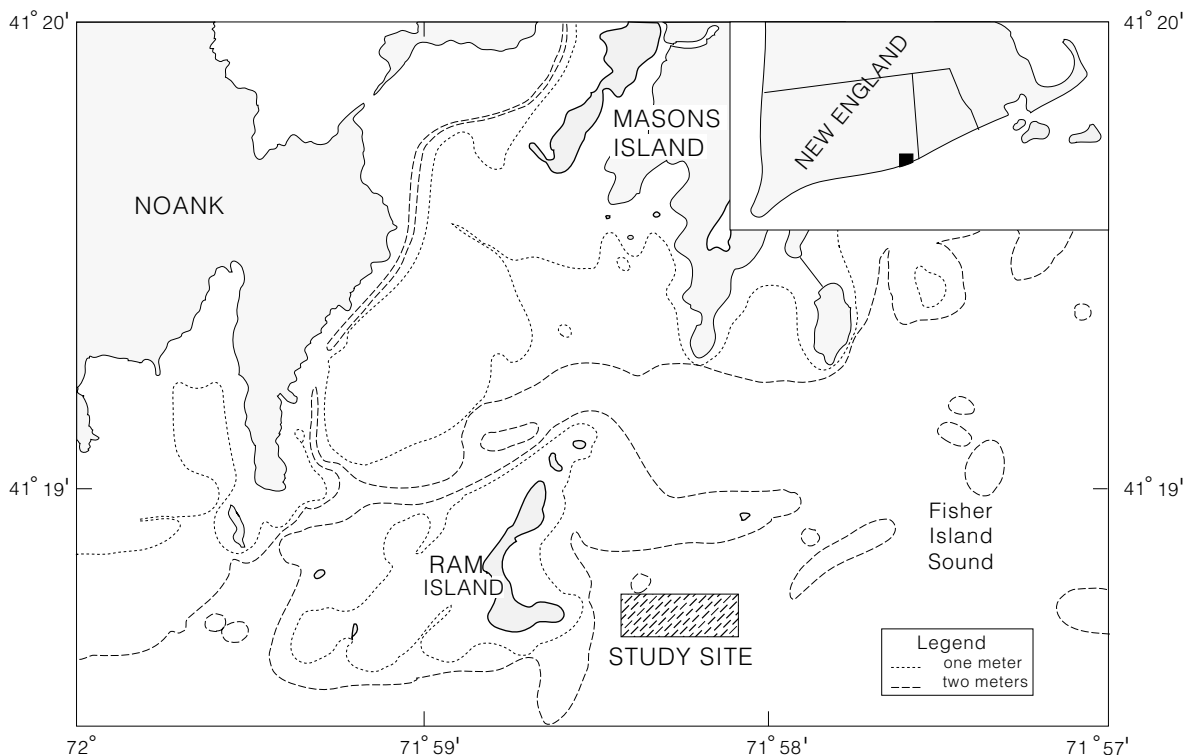 41° 20'
41° 20'
NEW ENGLAND
MASONS
ISLAND
NOANK
41° 19'
41° 19'
Fisher
Island
Sound
RAM
ISLAND
STUDY SITE
Legend
one meter
two meters
72°
71° 59'
71° 58'
71° 57'